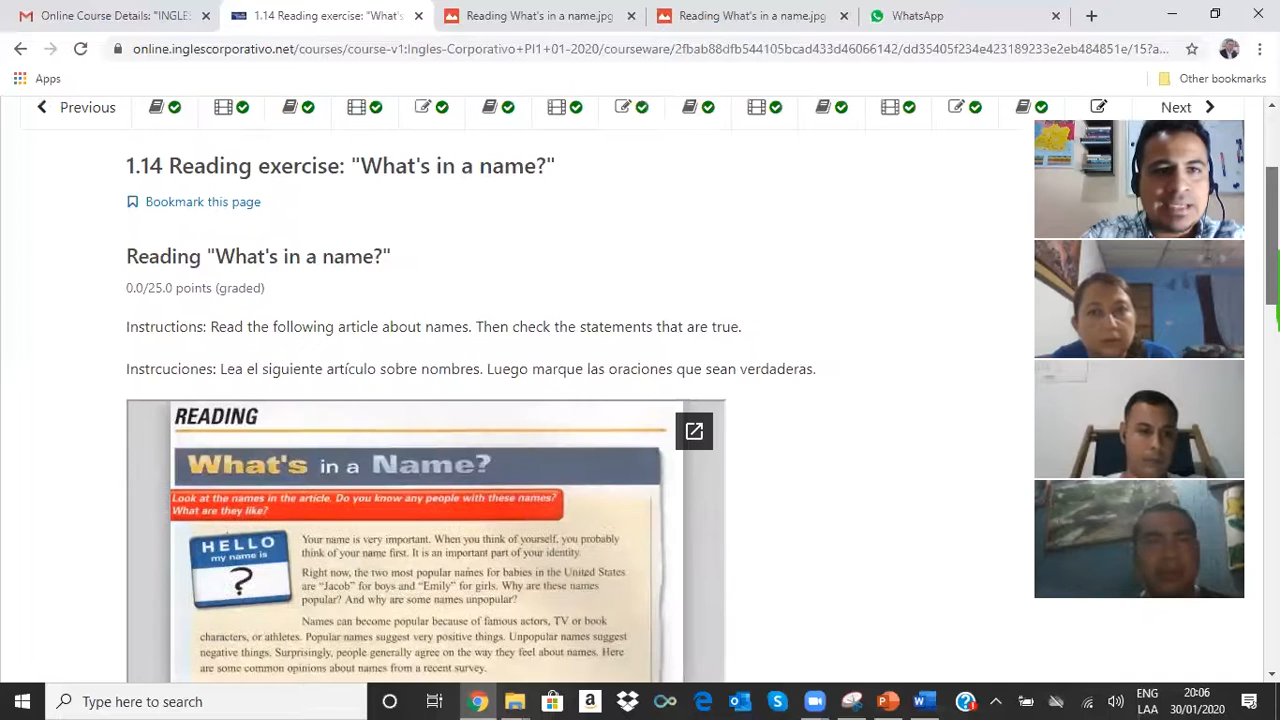 Online Course Details: "INGLES
1.14 Reading exercise: "What's
Reading What's in a name.jpg
Reading What's in a name.jpg
WhatsApp
online.inglescorporativo.net/courses/course-v1:Ingles-Corporativo+PI1+01-2020/courseware/2fbab88dfb544105bcad433d46066142/dd35405f234e423189233e2eb484851e/15?a...
Apps
Other bookmarks
Previous
Next
1.14 Reading exercise: "What's in a name?"
Bookmark this page
Reading "What's in a name?"
0.0/25.0 points (graded)
Instructions: Read the following article about names. Then check the statements that are true.
Instrucuciones: Lea el siguiente artículo sobre nombres. Luego marque las oraciones que sean verdaderas.
READING
What's in a Name?
Look at the names in the article. Do you know any people with these names?
What are they like?
HELLO
my name is
?
Your name is very important. When you think of yourself, you probably
think of your name first. It is an important part of your identity.
Right now, the two most popular names for babies in the United States
are "Jacob" for boys and "Emily" for girls. Why are these names
popular? And why are some names unpopular?
Names can become popular because of famous actors, TV or book
characters, or athletes. Popular names suggest very positive things. Unpopular names suggest
negative things. Surprisingly, people generally agree on the way they feel about names. Here
are some common opinions about names from a recent survey.
Type here to search
ENG
LAA
20:06
30/01/2020